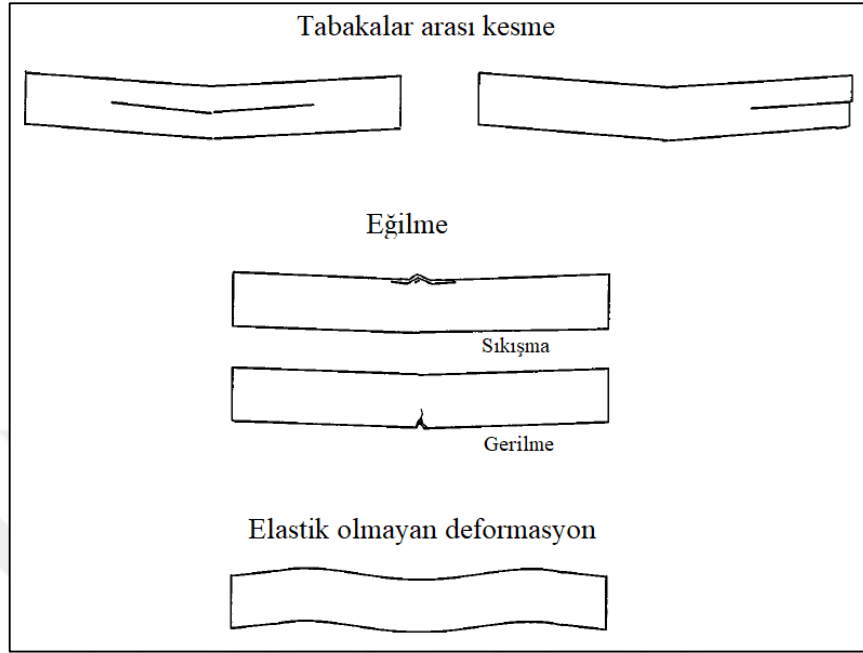 Tabakalar arası kesme
Eğilme
Sıkışma
Gerilme
Elastik olmayan deformasyon